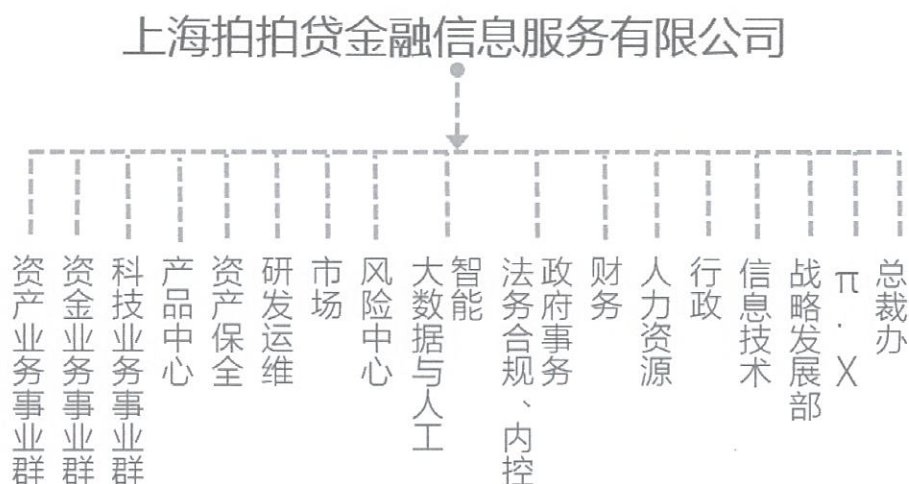 上海拍拍贷金融信息服务有限公司
资产业务事业群
资金业务事业群
科技业务事业群
产品中心
资产保全
研发运维
市场
风险中心
大数据与人工
智能
法务合规、内控
政府事务
财务
人力资源
行政
信息技术
战略发展部
π·X
总裁办